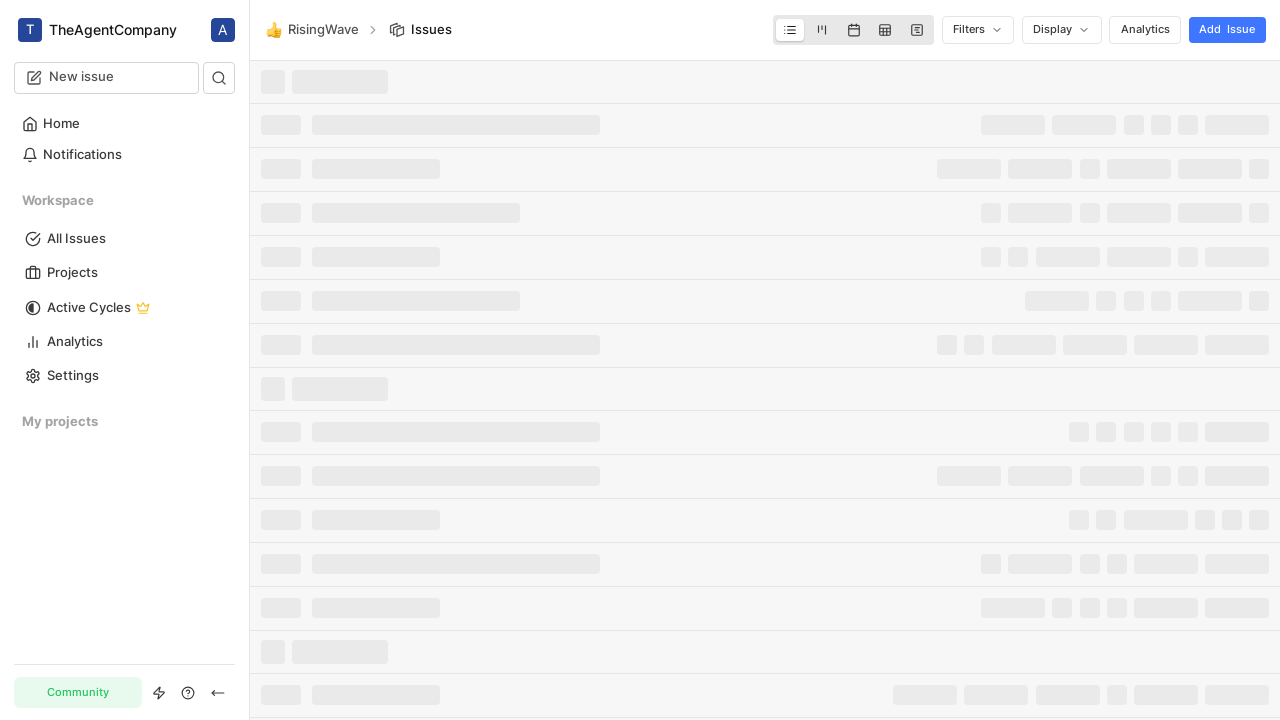 T TheAgentCompany A
New issue
Home
Notifications
Workspace
All Issues
Projects
Active Cycles
Analytics
Settings
My projects
Community
RisingWave
Issues
Filters
Display
Analytics
Add Issue